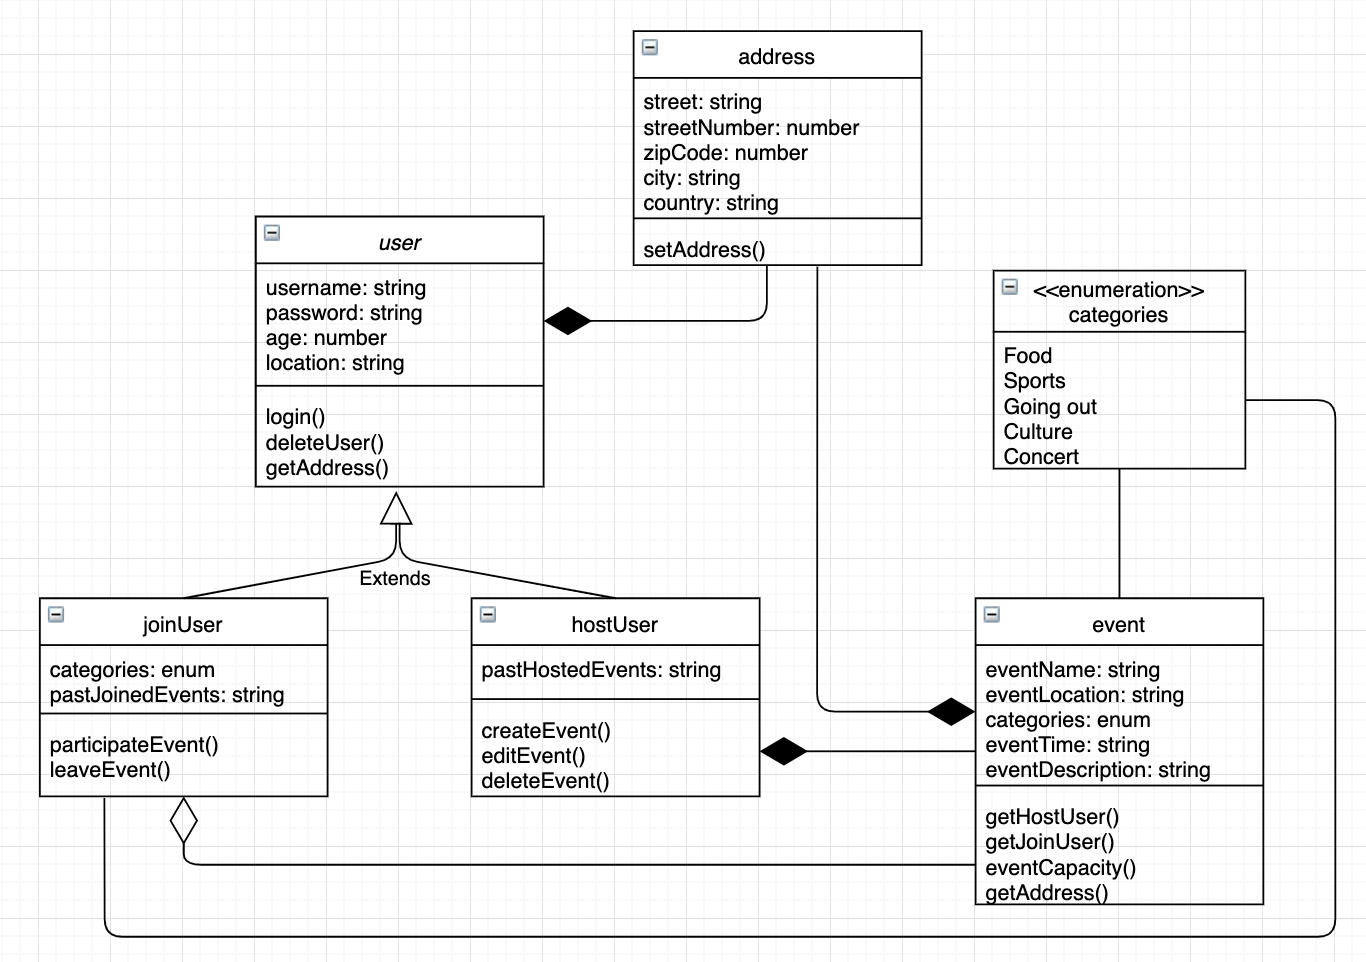 address
street: string
streetNumber: number
zipCode: number
city: string
country: string
setAddress()
user
username: string
password: string
age: number
location: string
login()
deleteUser()
getAddress()
<<enumeration>>
categories
Food
Sports
Going out
Culture
Concert
Extends
joinUser
categories: enum
pastJoinedEvents: string
participateEvent()
leaveEvent()
hostUser
pastHostedEvents: string
createEvent()
editEvent()
deleteEvent()
event
eventName: string
eventLocation: string
categories: enum
eventTime: string
eventDescription: string
getHostUser()
getJoinUser()
eventCapacity()
getAddress()